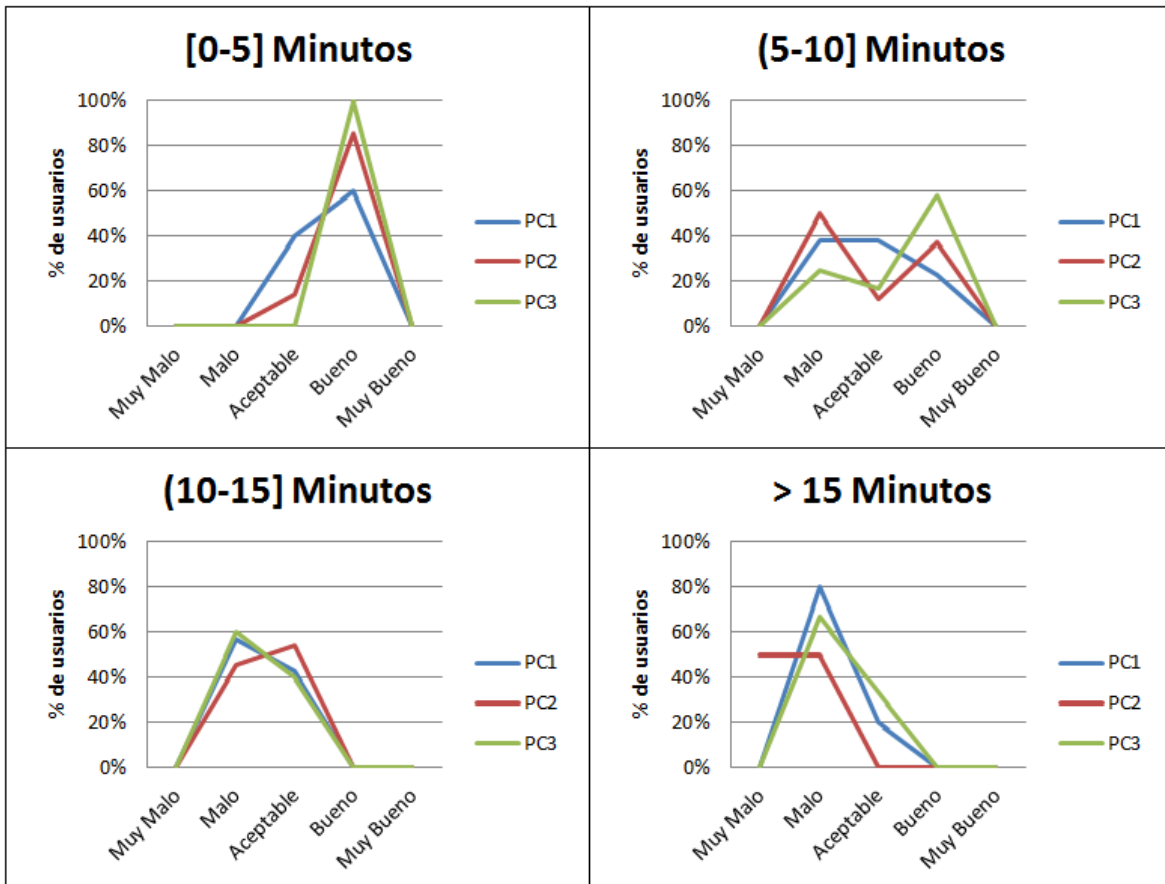 [0-5] Minutos
100%
80%
60%
40%
20%
0%
% de usuarios
Muy Malo
Malo
Aceptable
Bueno
Muy Bueno
PC1
PC2
PC3
(5-10] Minutos
100%
80%
60%
40%
20%
0%
% de usuarios
Muy Malo
Malo
Aceptable
Bueno
Muy Bueno
PC1
PC2
PC3
(10-15] Minutos
100%
80%
60%
40%
20%
0%
% de usuarios
Muy Malo
Malo
Aceptable
Bueno
Muy Bueno
PC1
PC2
PC3
> 15 Minutos
100%
80%
60%
40%
20%
0%
% de usuarios
Muy Malo
Malo
Aceptable
Bueno
Muy Bueno
PC1
PC2
PC3